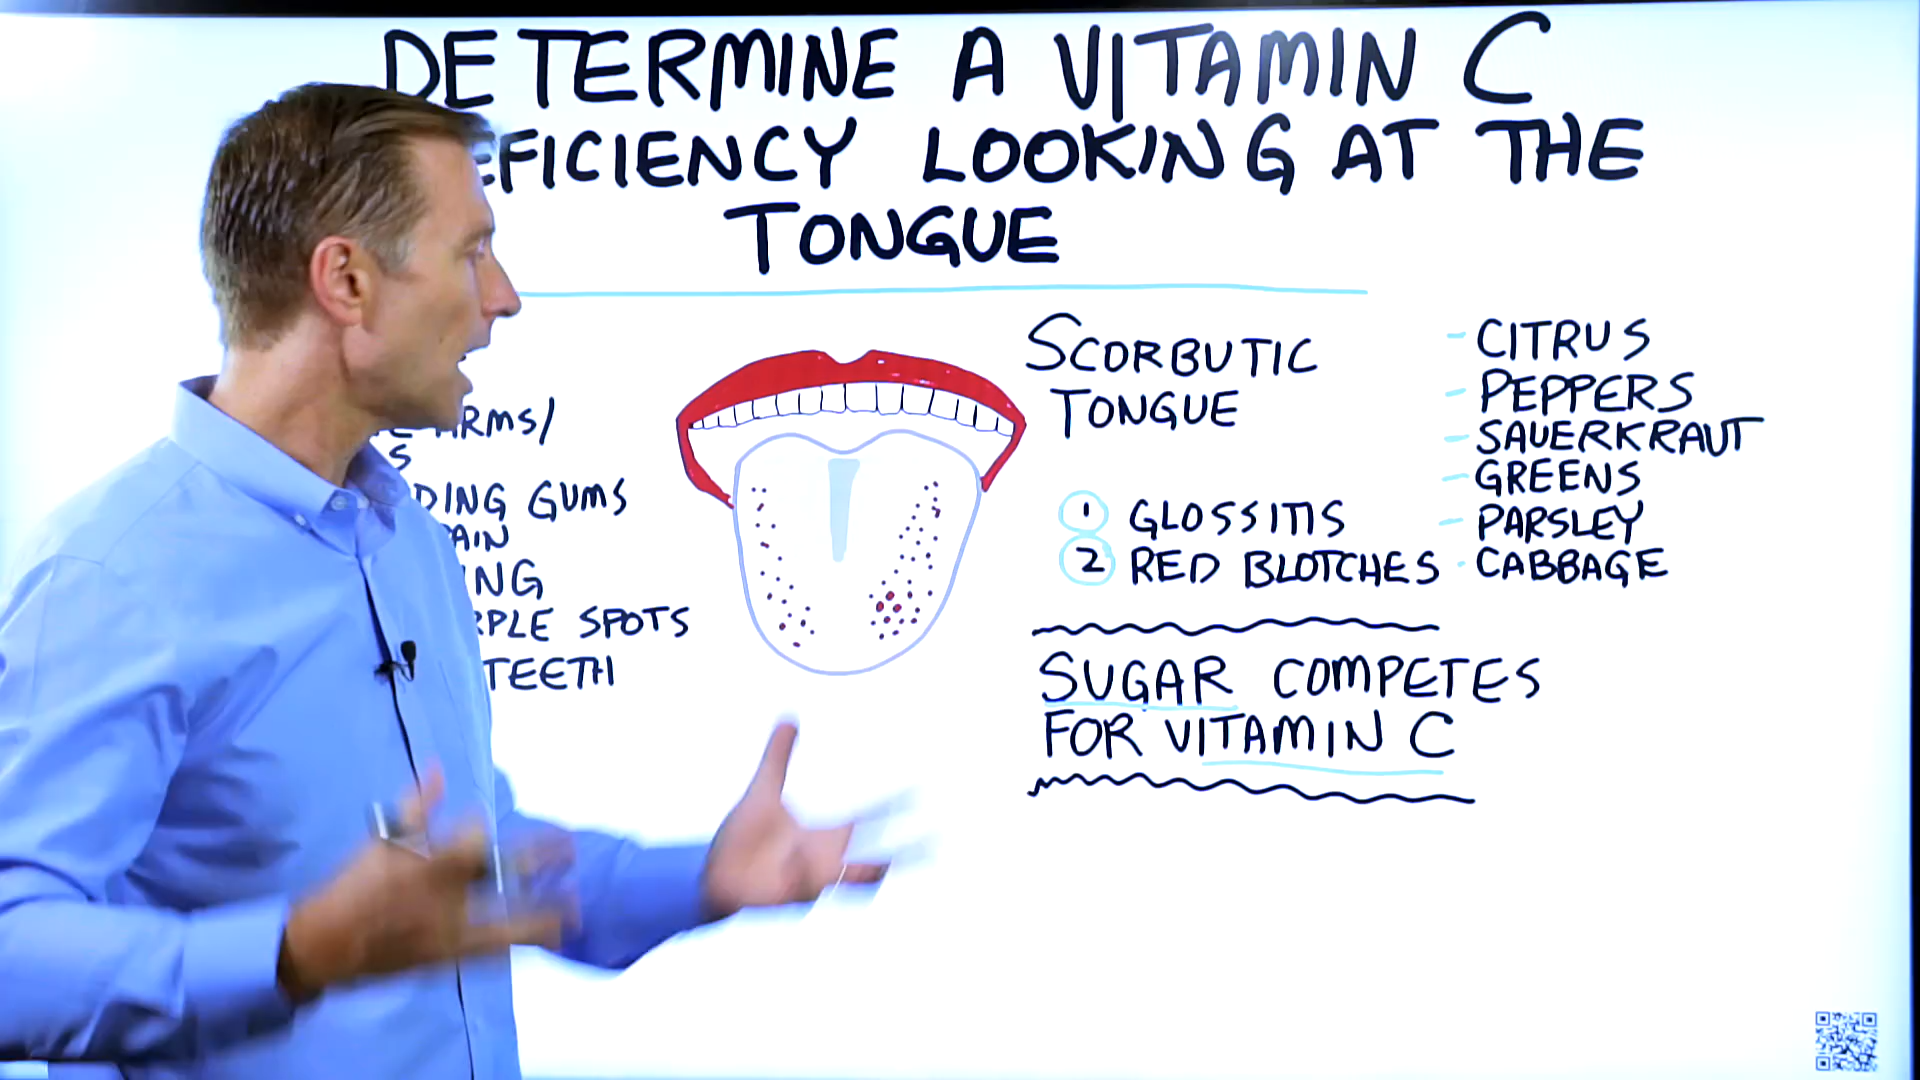 DETERMINE A VITAMIN C
EFICIENCY LOOKING AT THE
TONGUE
ARMS/
S
DING GUMS
AIN
ING
RPLE SPOTS
TEETH
SCORBUTIC
TONGUE
1 GLOSSITIS
2 RED BLOTCHES
SUGAR COMPETES
FOR VITAMIN C
- CITRUS
- PEPPERS
- SAUERKRAUT
- GREENS
- PARSLEY
- CABBAGE